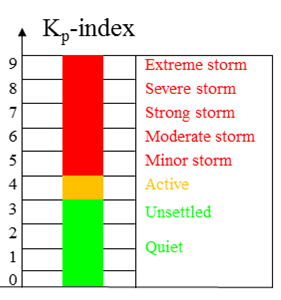 Kp-index
9 Extreme storm
8 Severe storm
7 Strong storm
6 Moderate storm
5 Minor storm
4 Active
3 Unsettled
2
1 Quiet
0